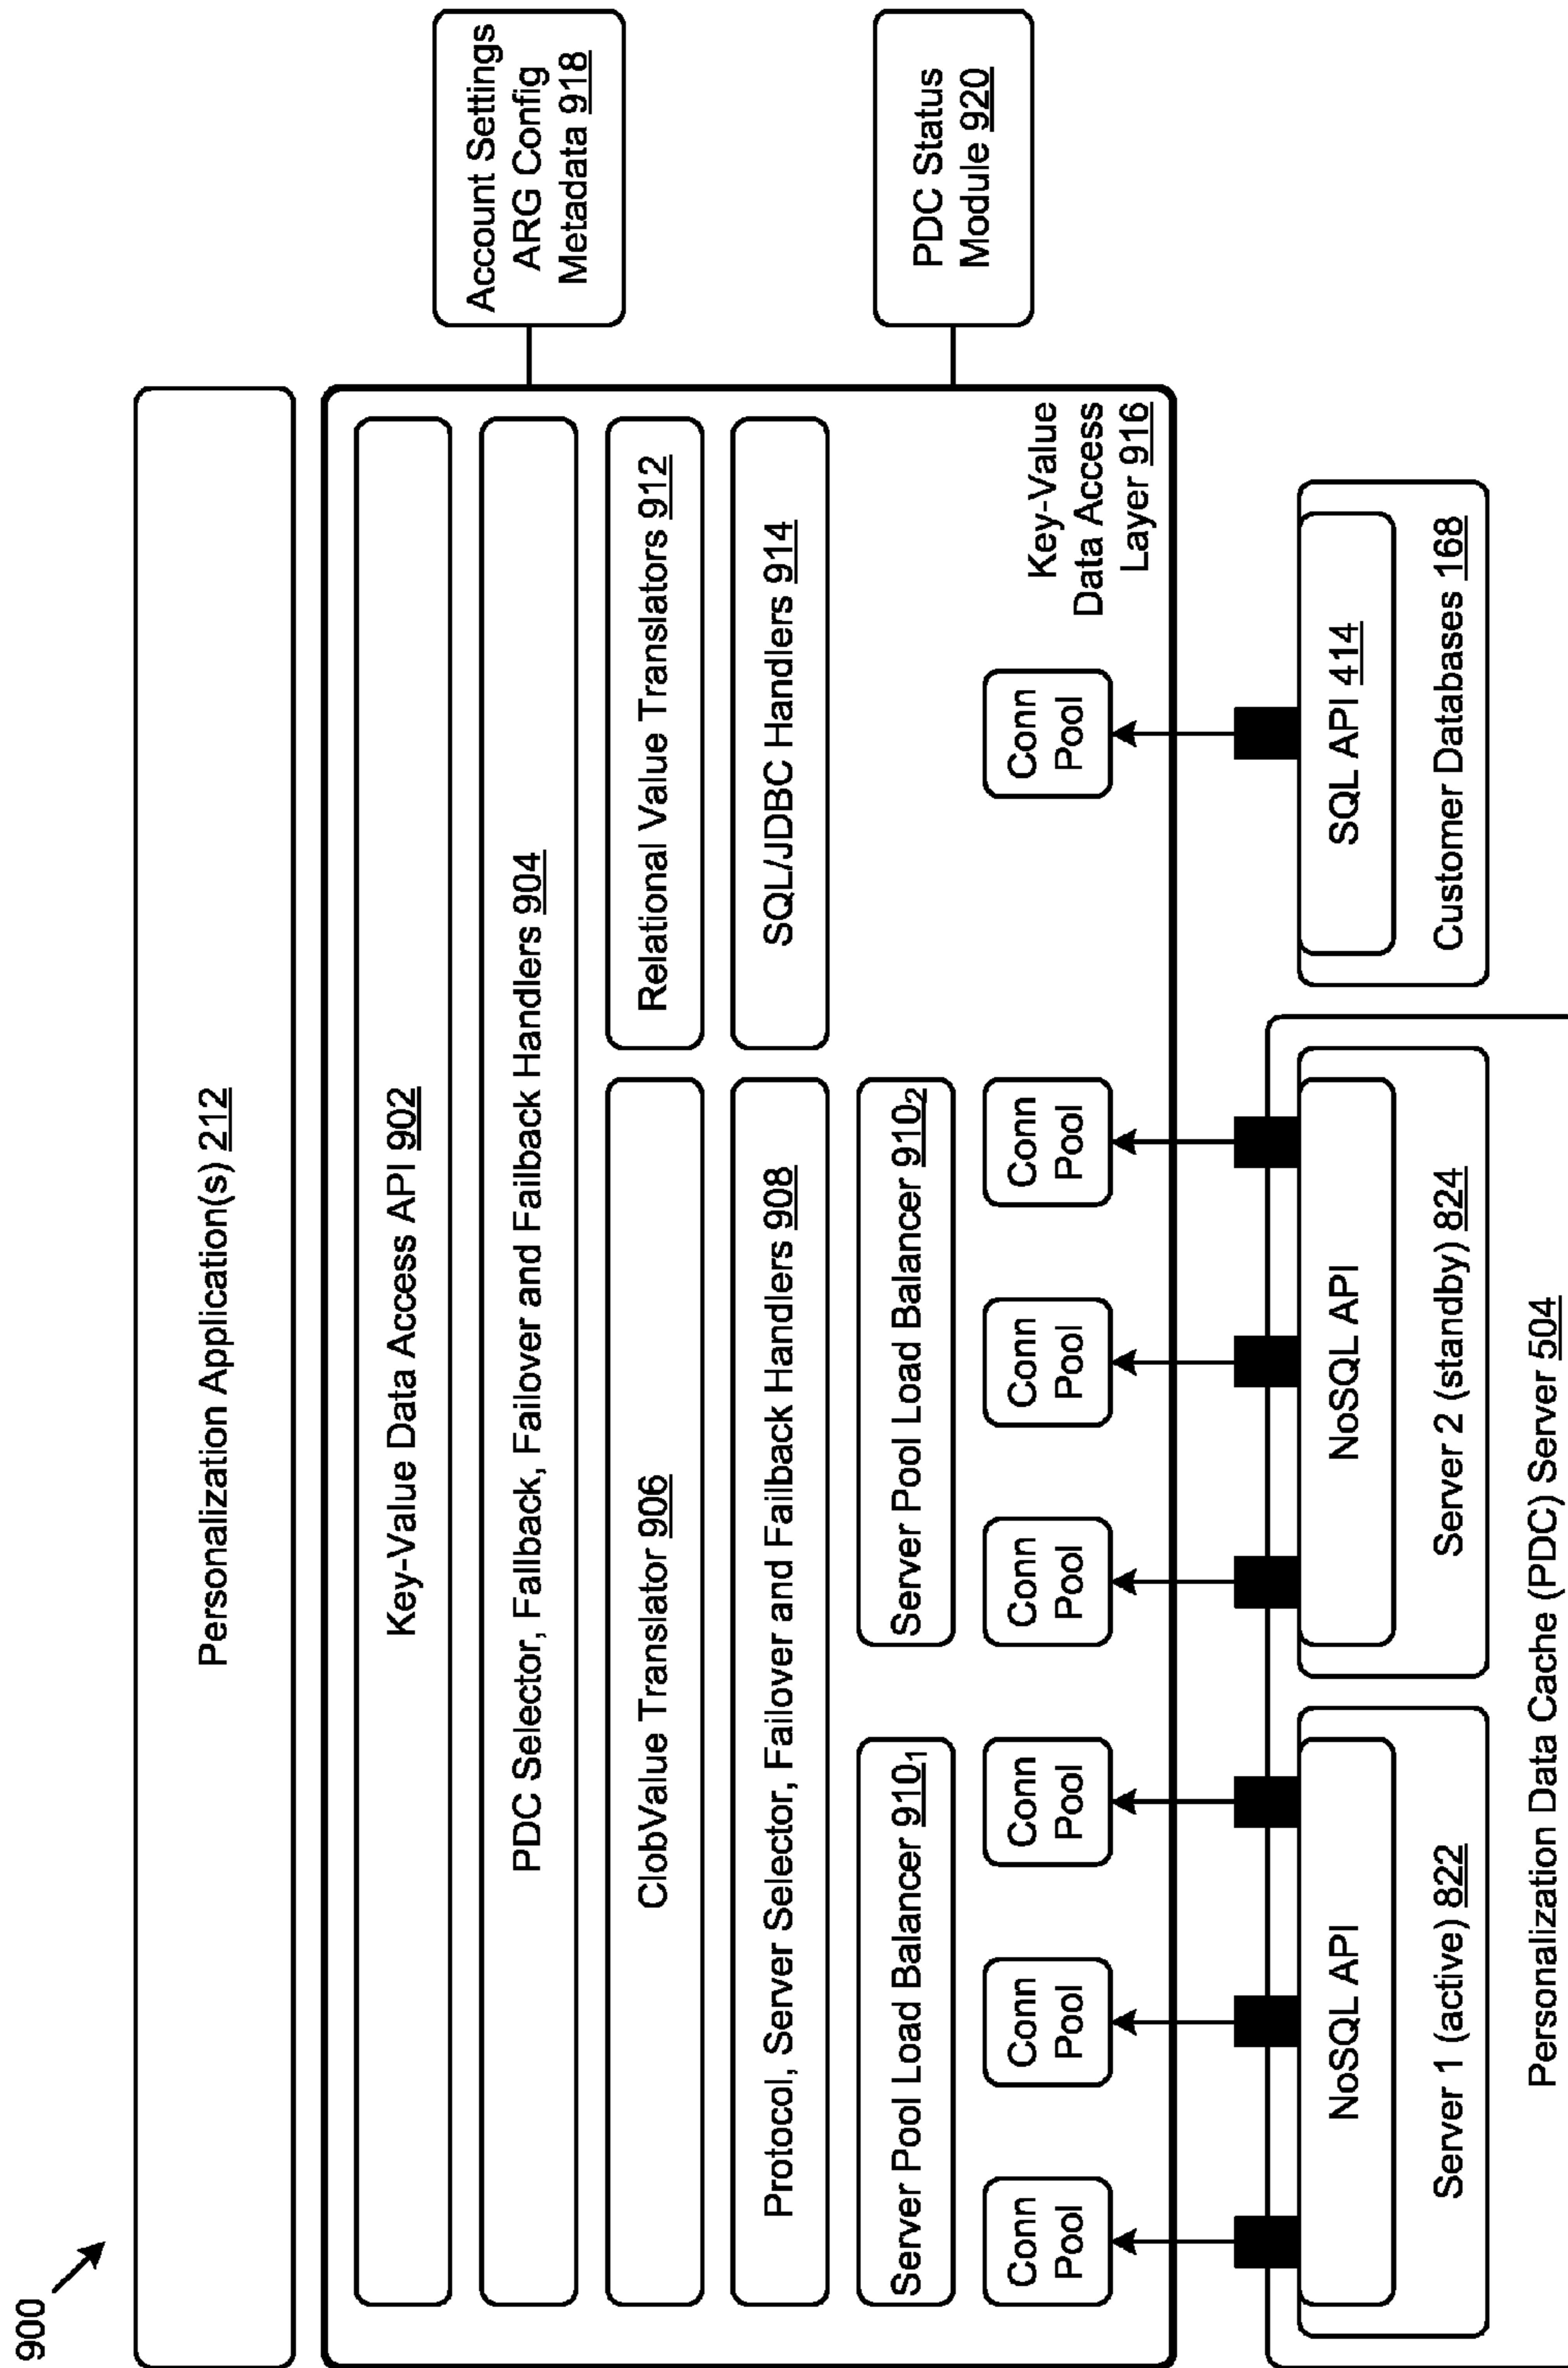 900
Personalization Application(s) 212
Key-Value Data Access API 902
PDC Selector, Fallback, Failover and Failback Handlers 904
ClobValue Translator 906
Relational Value Translators 912
Protocol, Server Selector, Failover and Failback Handlers 908
SQL/JDBC Handlers 914
Server Pool Load Balancer 910₁
Server Pool Load Balancer 910₂
Conn
Pool
Conn
Pool
Conn
Pool
Conn
Pool
Conn
Pool
Conn
Pool
Conn
Pool
Key-Value
Data Access
Layer 916
Account Settings
ARG Config
Metadata 918
PDC Status
Module 920
NoSQL API
Server 1 (active) 822
NoSQL API
Server 2 (standby) 824
Personalization Data Cache (PDC) Server 504
SQL API 414
Customer Databases 168